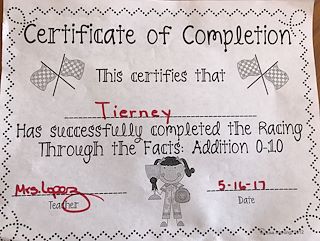 Certificate of Completion
This certifies that
Tierney
Has successfully completed the Racing
Through the Facts: Addition 0-10
Mrs. Lopez 5-16-17
Teacher Date